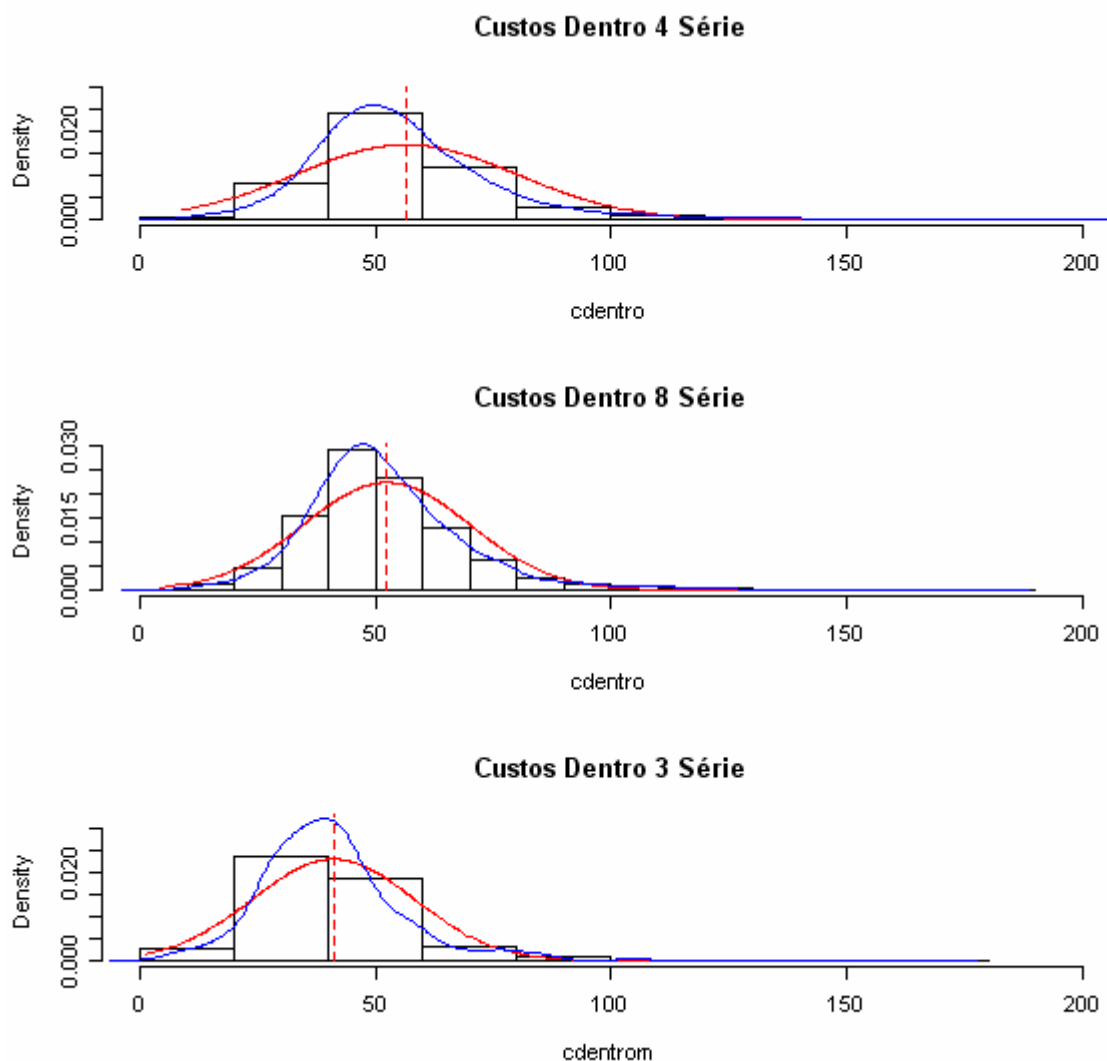 Custos Dentro 4 Série
Density
0.000 0.020
0 50 100 150 200
cdentro
Custos Dentro 8 Série
Density
0.000 0.015 0.030
0 50 100 150 200
cdentro
Custos Dentro 3 Série
Density
0.000 0.020
0 50 100 150 200
cdentrom